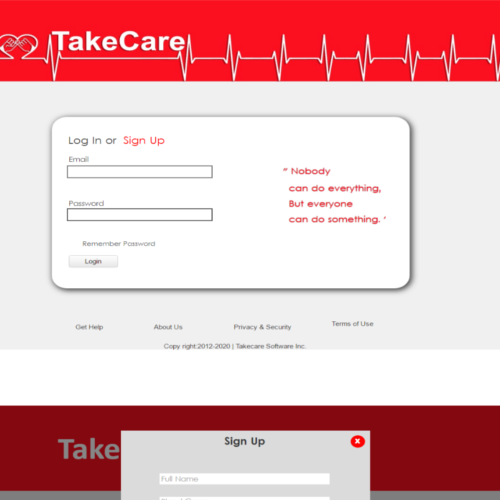 TakeCare
Log In or Sign Up
Email
Password
Remember Password
Login
" Nobody
can do everything,
But everyone
can do something. '
Get Help
About Us
Privacy & Security
Terms of Use
Copy right:2012-2020 | Takecare Software Inc.
Take
Sign Up
x
Full Name